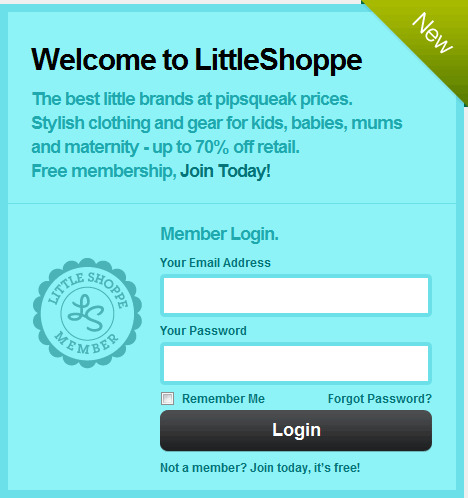 New
Welcome to LittleShoppe
The best little brands at pipsqueak prices.
Stylish clothing and gear for kids, babies, mums
and maternity - up to 70% off retail.
Free membership, Join Today!
Member Login.
Your Email Address
LITTLE SHOPPE
LS
MEMBER
Your Password
Remember Me Forgot Password?
Login
Not a member? Join today, it's free!